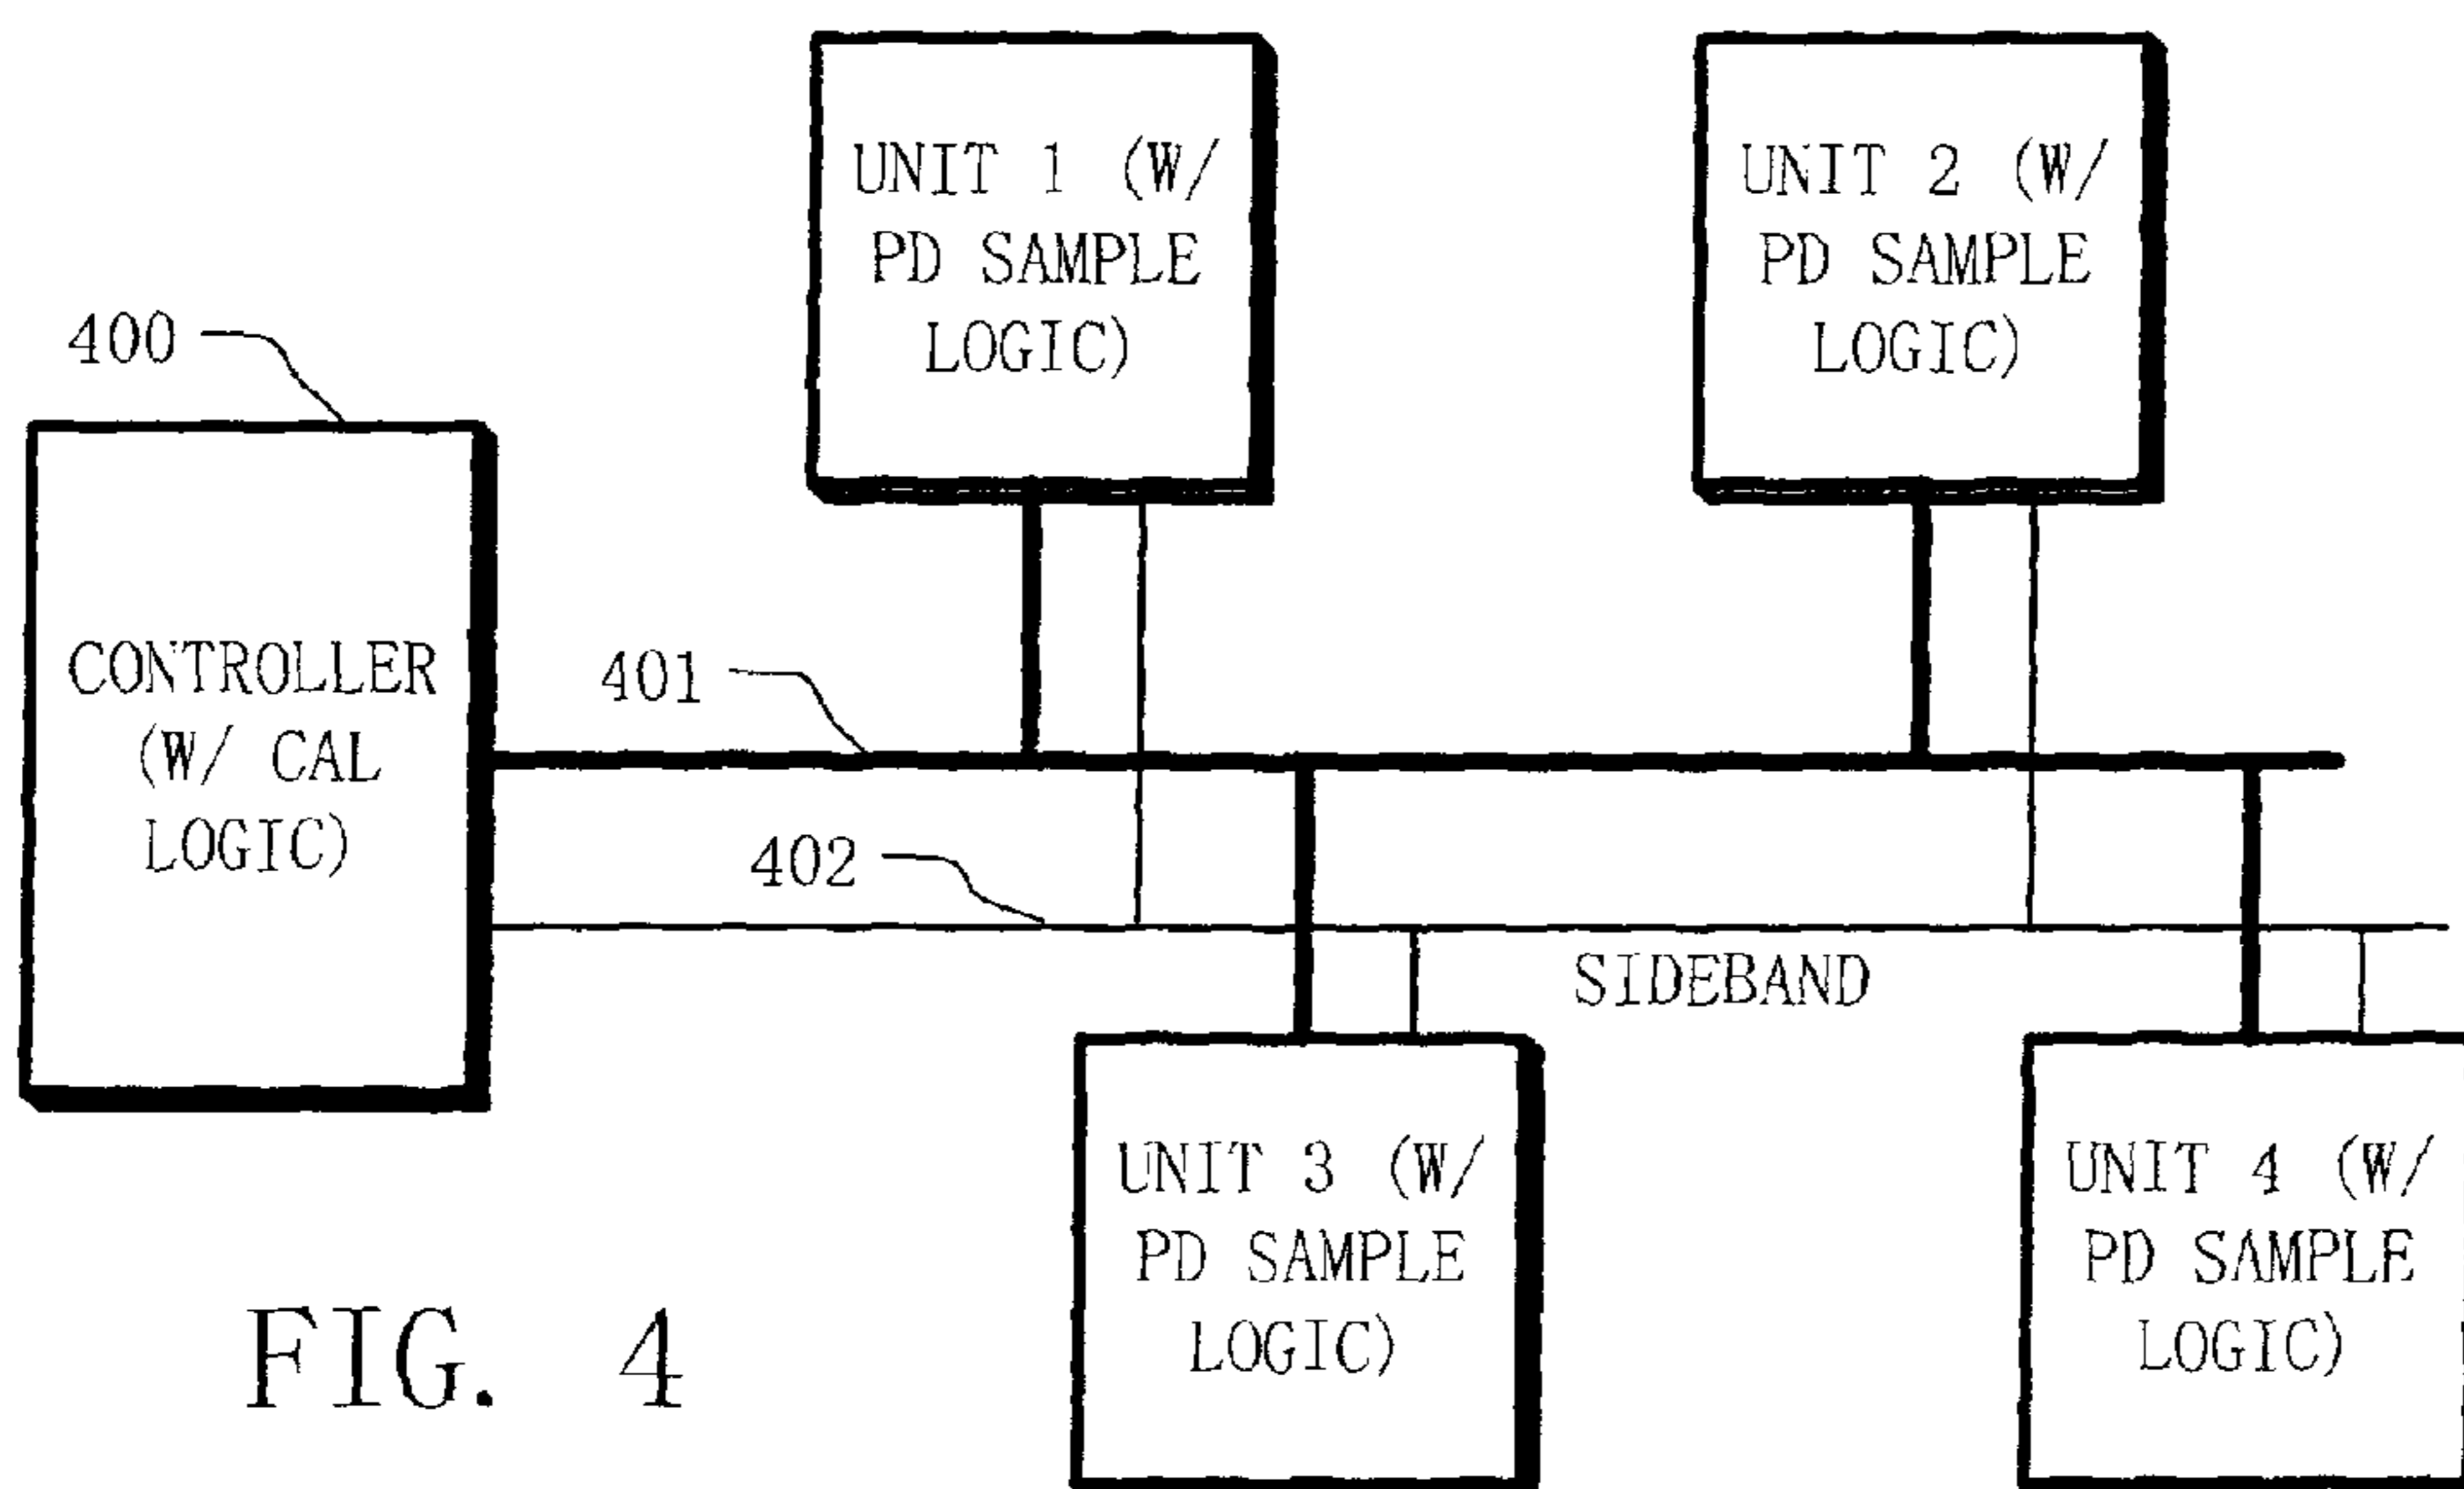 UNIT 1 (W/
PD SAMPLE
LOGIC)
UNIT 2 (W/
PD SAMPLE
LOGIC)
400
CONTROLLER
(W/ CAL
LOGIC)
401
402
SIDEBAND
UNIT 3 (W/
PD SAMPLE
LOGIC)
UNIT 4 (W/
PD SAMPLE
LOGIC)
FIG. 4